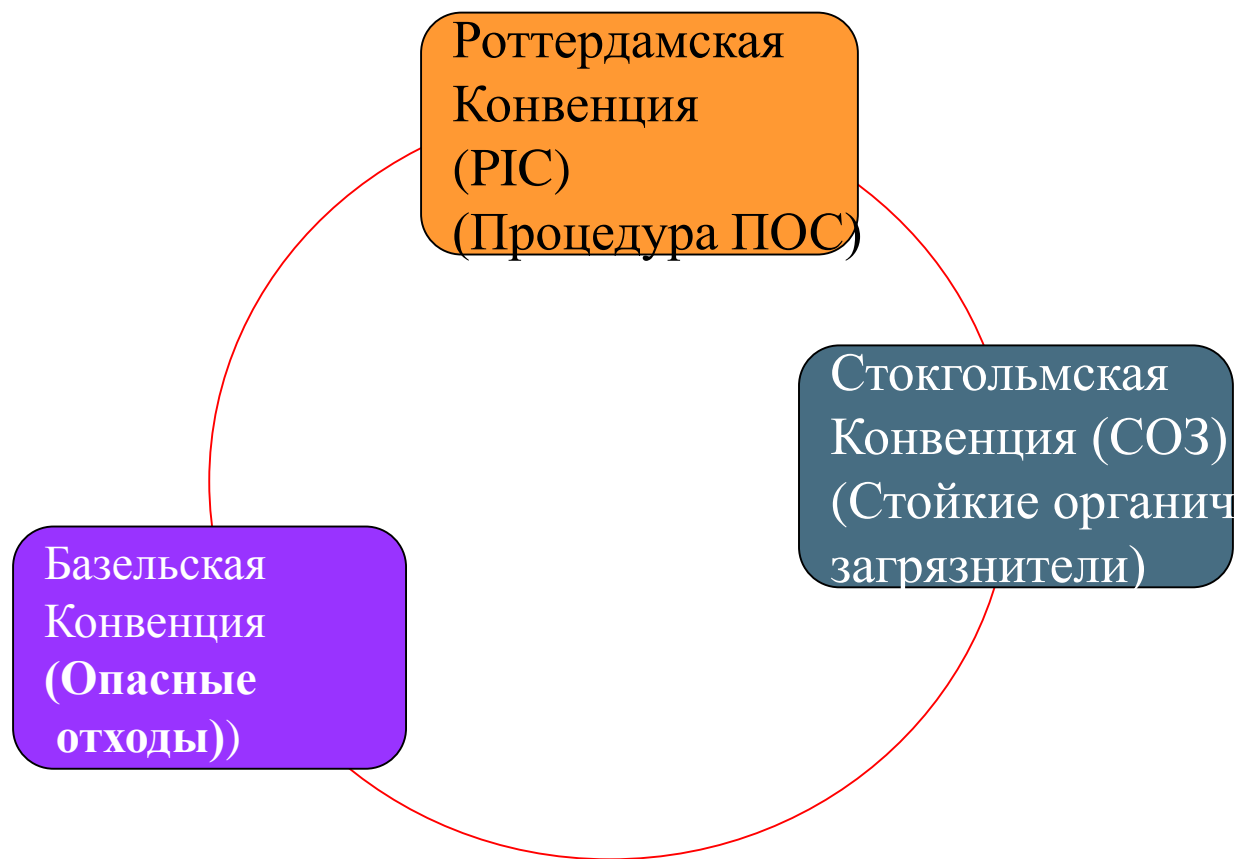 Роттердамская
Конвенция
(PIC)
(Процедура ПОС)
Стокгольмская
Конвенция (СОЗ)
(Стойкие органич
загрязнители)
Базельская
Конвенция
(Опасные
отходы))